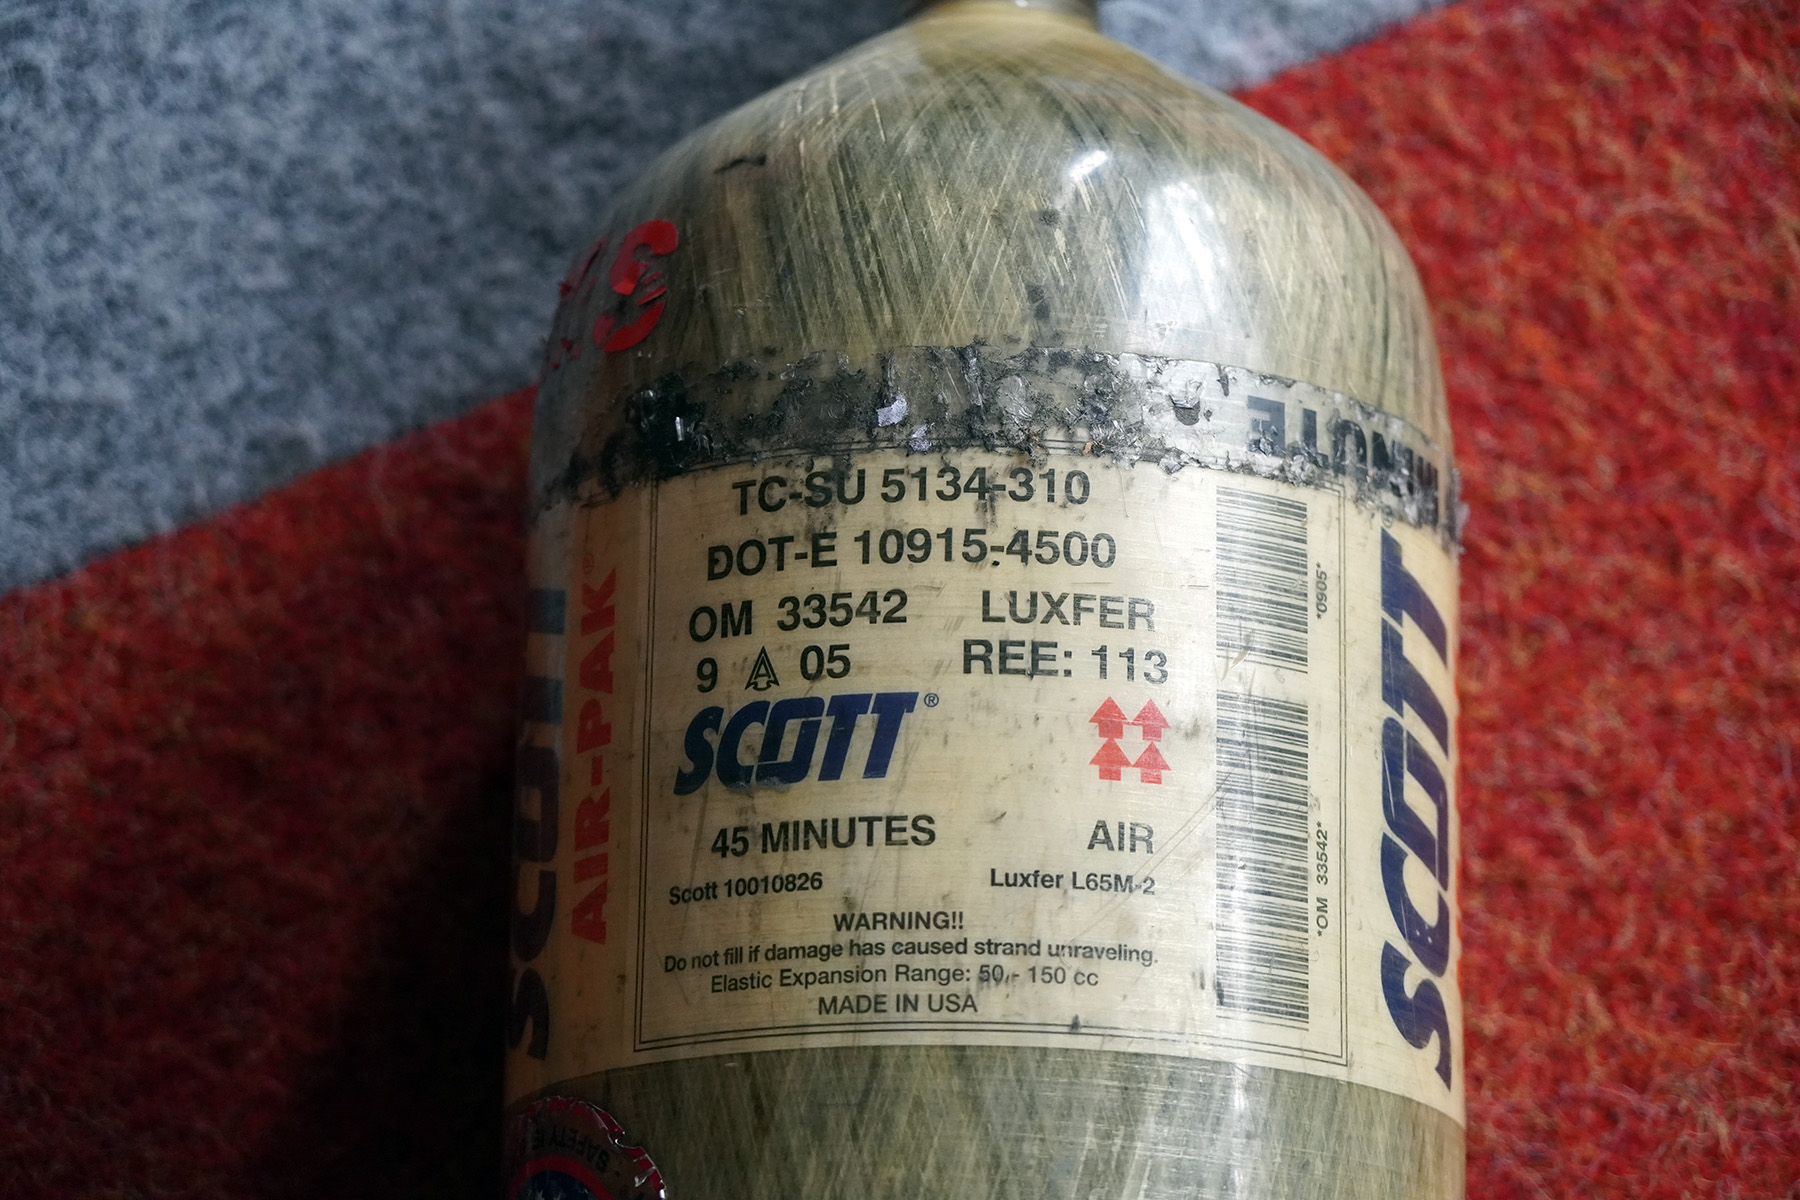 MINUTE
TC-SU 5134-310
DOT-E 10915-4500
OM 33542 LUXFER
9 A 05 REE: 113
SCOTT®
45 MINUTES AIR
Scott 10010826 Luxfer L65M-2
WARNING!!
Do not fill if damage has caused strand unraveling.
Elastic Expansion Range: 50 - 150 cc
MADE IN USA
*0905*
*OM 33542*
SCOTT
AIR-PAK®
SCOTT®
SAFETY